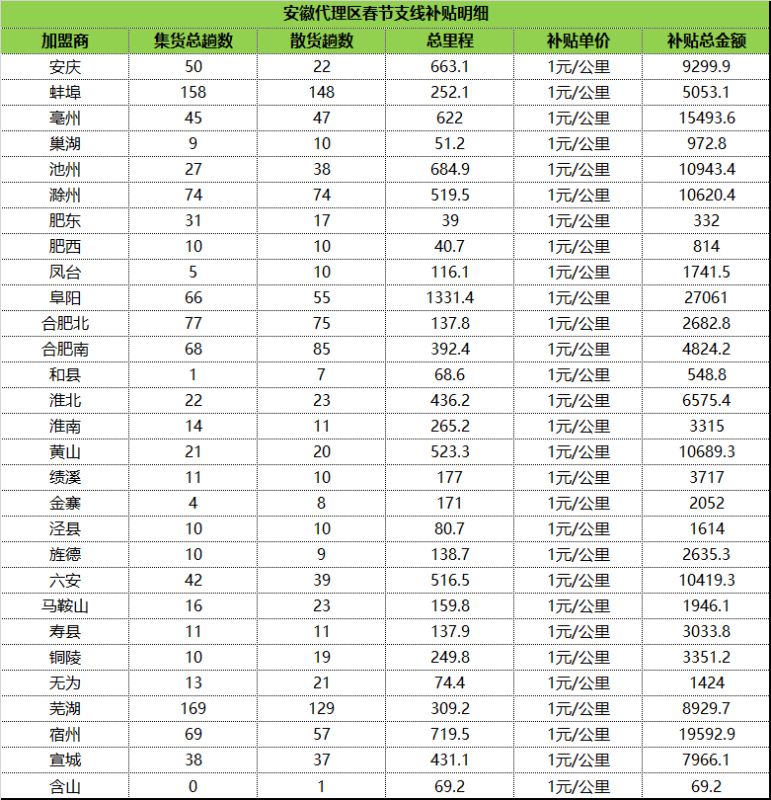 安徽代理区春节支线补贴明细
加盟商 集货总趟数 散货趟数 总里程 补贴单价 补贴总金额
安庆 50 22 663.1 1元/公里 9299.9
蚌埠 158 148 252.1 1元/公里 5053.1
亳州 45 47 622 1元/公里 15493.6
巢湖 9 10 51.2 1元/公里 972.8
池州 27 38 684.9 1元/公里 10943.4
滁州 74 74 519.5 1元/公里 10620.4
肥东 31 17 39 1元/公里 332
肥西 10 10 40.7 1元/公里 814
凤台 5 10 116.1 1元/公里 1741.5
阜阳 66 55 1331.4 1元/公里 27061
合肥北 77 75 137.8 1元/公里 2682.8
合肥南 68 85 392.4 1元/公里 4824.2
和县 1 7 68.6 1元/公里 548.8
淮北 22 23 436.2 1元/公里 6575.4
淮南 14 11 265.2 1元/公里 3315
黄山 21 20 523.3 1元/公里 10689.3
绩溪 11 10 177 1元/公里 3717
金寨 4 8 171 1元/公里 2052
泾县 10 10 80.7 1元/公里 1614
旌德 10 9 138.7 1元/公里 2635.3
六安 42 39 516.5 1元/公里 10419.3
马鞍山 16 23 159.8 1元/公里 1946.1
寿县 11 11 137.9 1元/公里 3033.8
铜陵 10 19 249.8 1元/公里 3351.2
无为 13 21 74.4 1元/公里 1424
芜湖 169 129 309.2 1元/公里 8929.7
宿州 69 57 719.5 1元/公里 19592.9
宣城 38 37 431.1 1元/公里 7966.1
含山 0 1 69.2 1元/公里 69.2